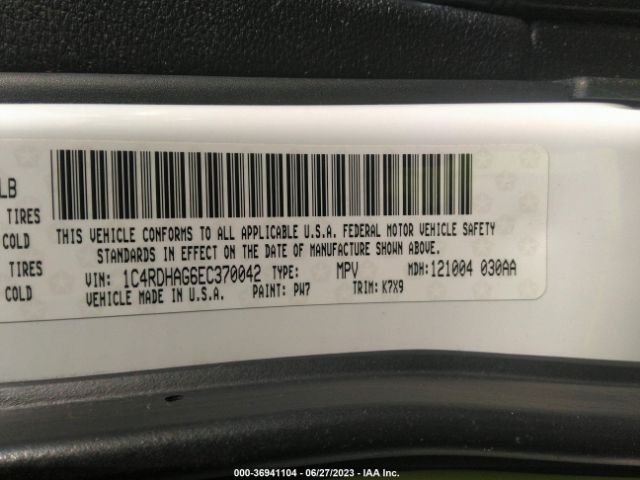 LB
TIRES
COLD
TIRES
COLD
THIS VEHICLE CONFORMS TO ALL APPLICABLE U.S.A. FEDERAL MOTOR VEHICLE SAFETY
STANDARDS IN EFFECT ON THE DATE OF MANUFACTURE SHOWN ABOVE.
VIN: 1C4RDHAG6EC370042 TYPE: MPV MDH: 121004 030AA
VEHICLE MADE IN U.S.A. PAINT: PW7 TRIM: K7X9
000-36941104 - 06/27/2023 - IAA Inc.